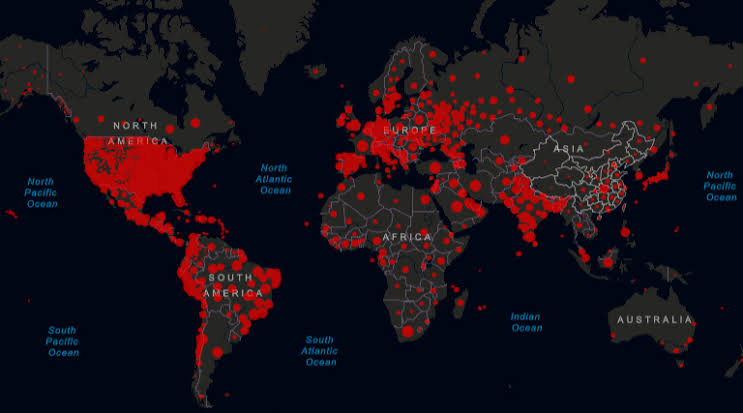 NORTH
AMERICA
EUROPE
ASIA
North
Pacific
Ocean
North
Atlantic
Ocean
North
Pacific
Ocean
AFRICA
SOUTH
AMERICA
Indian
Ocean
AUSTRALIA
South
Pacific
Ocean
South
Atlantic
Ocean